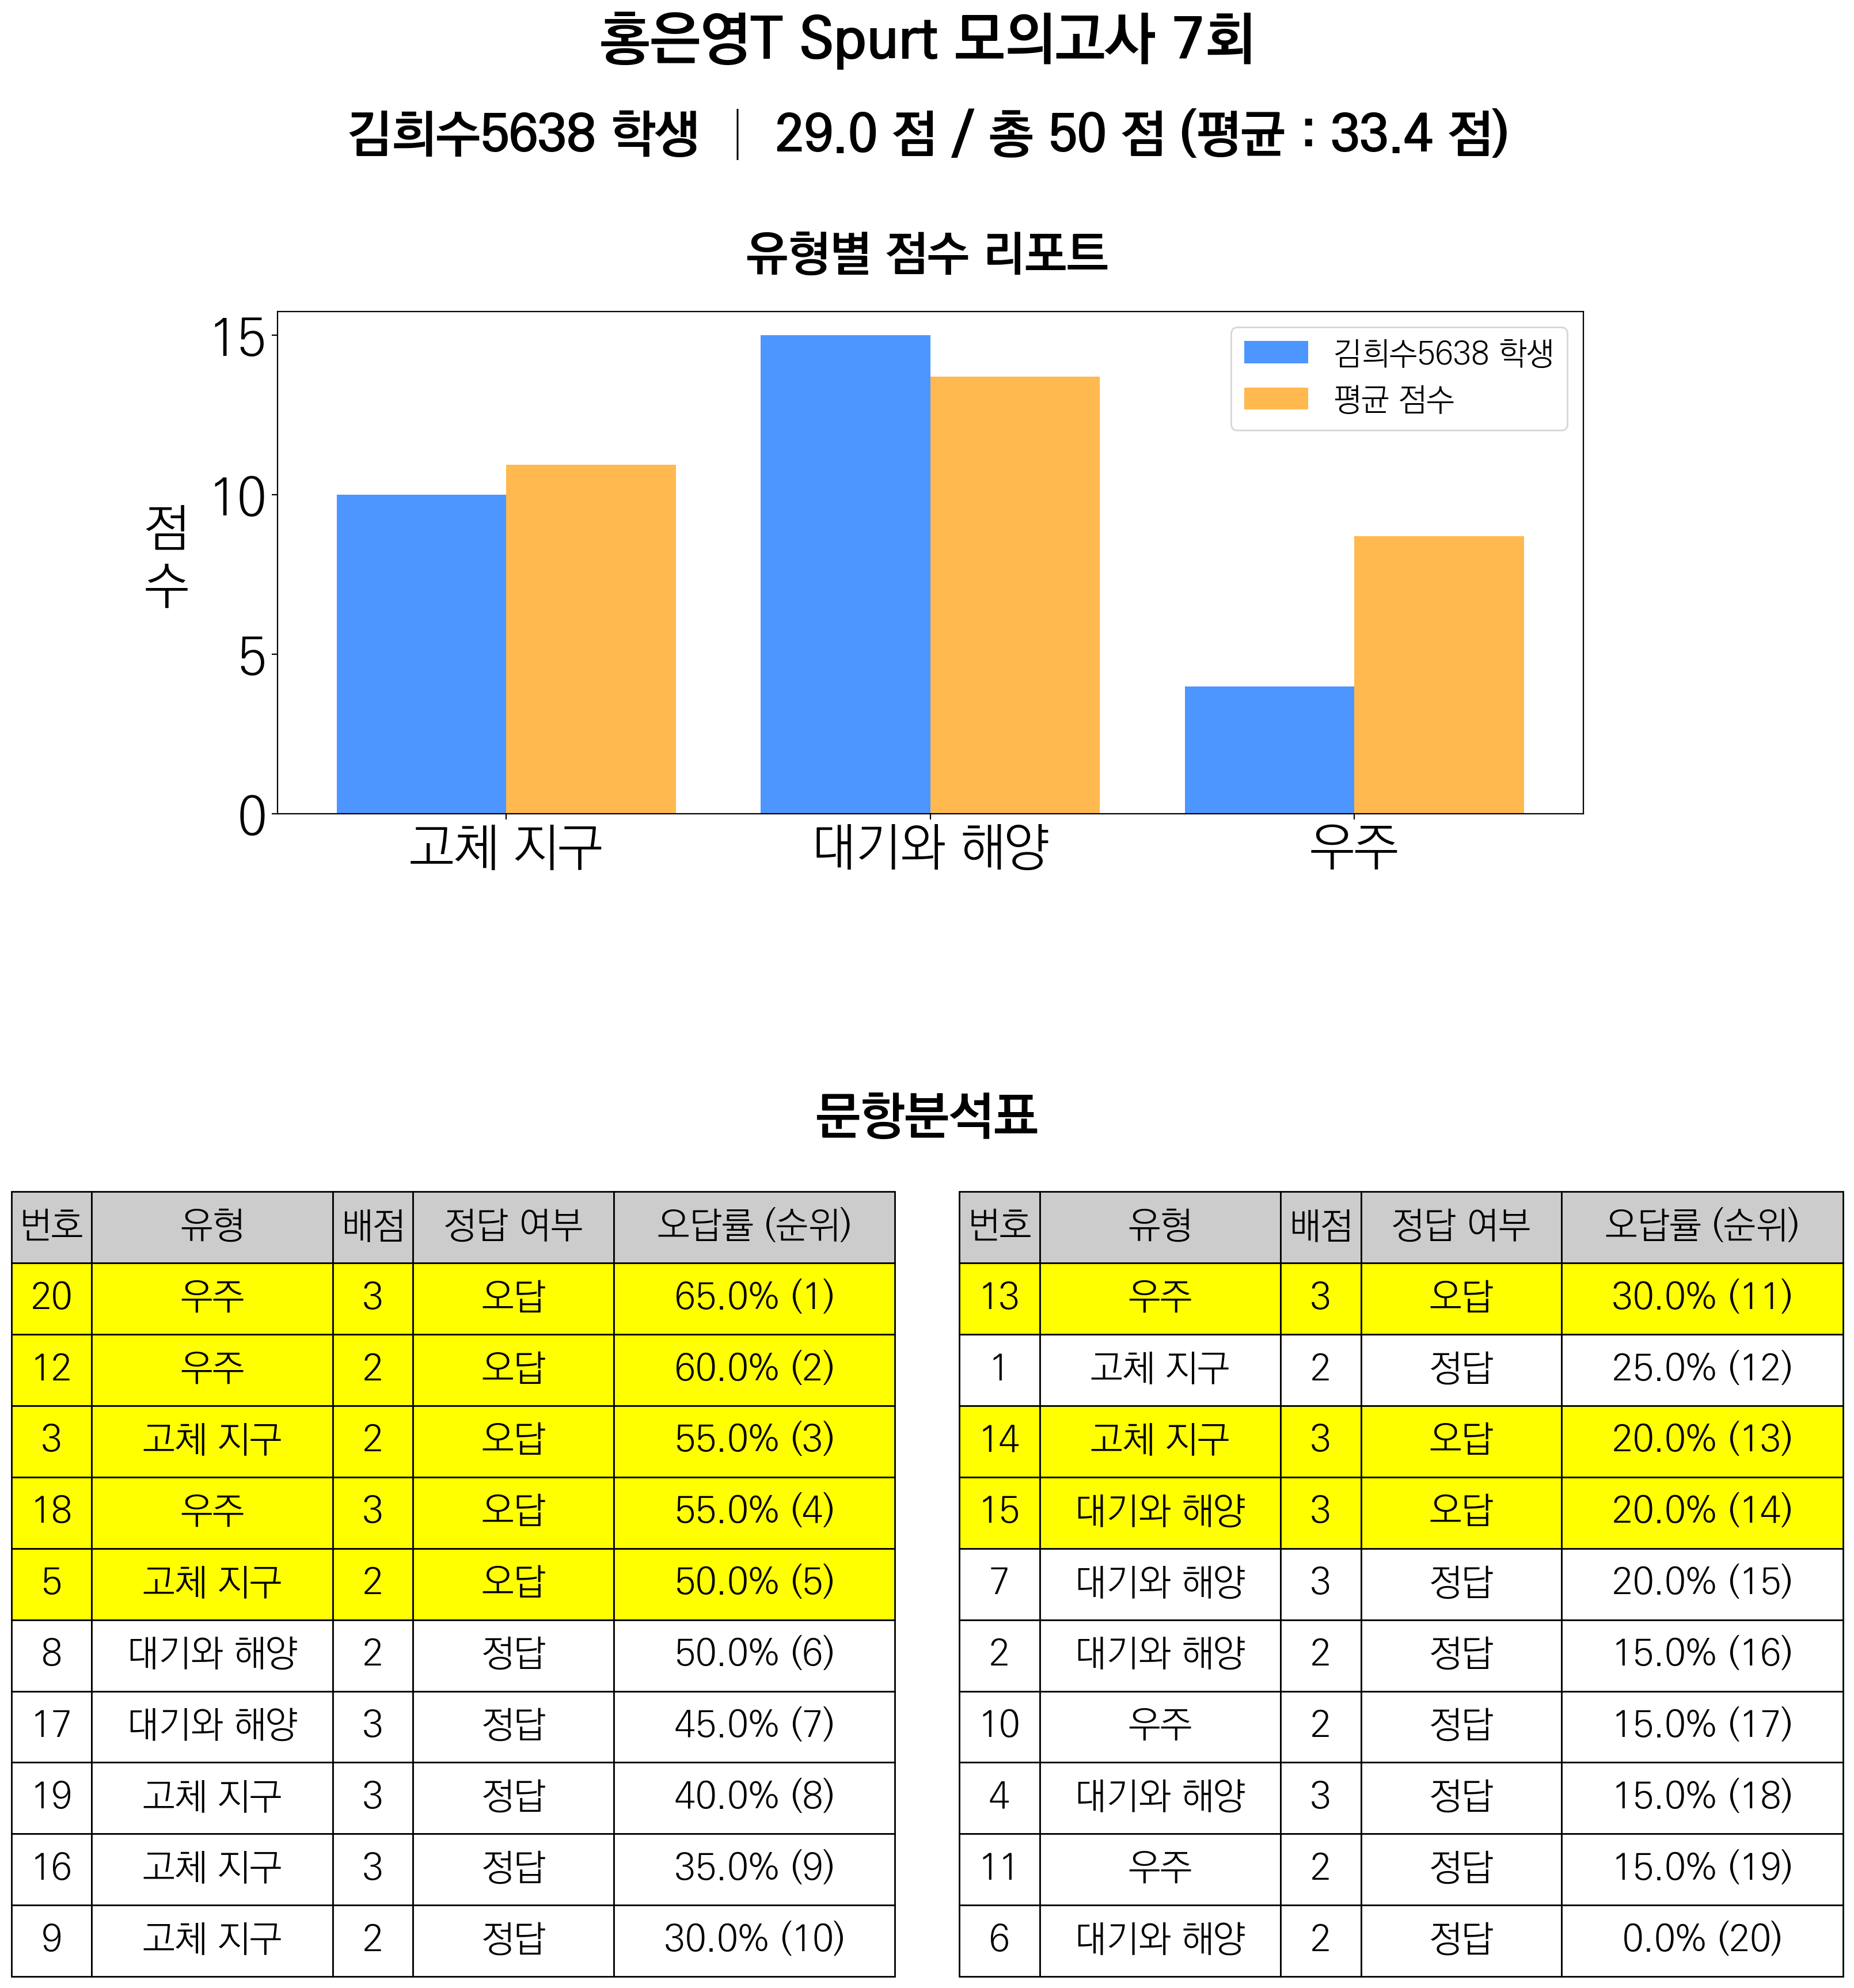 홍은영T Spurt 모의고사 7회
김희수5638 학생 | 29.0 점 / 총 50 점 (평균 : 33.4 점)
유형별 점수 리포트
점수
15
10
5
0
김희수5638 학생
평균 점수
고체 지구 대기와 해양 우주
문항분석표
번호 유형 배점 정답 여부 오답률 (순위)
20 우주 3 오답 65.0% (1)
12 우주 2 오답 60.0% (2)
3 고체 지구 2 오답 55.0% (3)
18 우주 3 오답 55.0% (4)
5 고체 지구 2 오답 50.0% (5)
8 대기와 해양 2 정답 50.0% (6)
17 대기와 해양 3 정답 45.0% (7)
19 고체 지구 3 정답 40.0% (8)
16 고체 지구 3 정답 35.0% (9)
9 고체 지구 2 정답 30.0% (10)
번호 유형 배점 정답 여부 오답률 (순위)
13 우주 3 오답 30.0% (11)
1 고체 지구 2 정답 25.0% (12)
14 고체 지구 3 오답 20.0% (13)
15 대기와 해양 3 오답 20.0% (14)
7 대기와 해양 3 정답 20.0% (15)
2 대기와 해양 2 정답 15.0% (16)
10 우주 2 정답 15.0% (17)
4 대기와 해양 3 정답 15.0% (18)
11 우주 2 정답 15.0% (19)
6 대기와 해양 2 정답 0.0% (20)